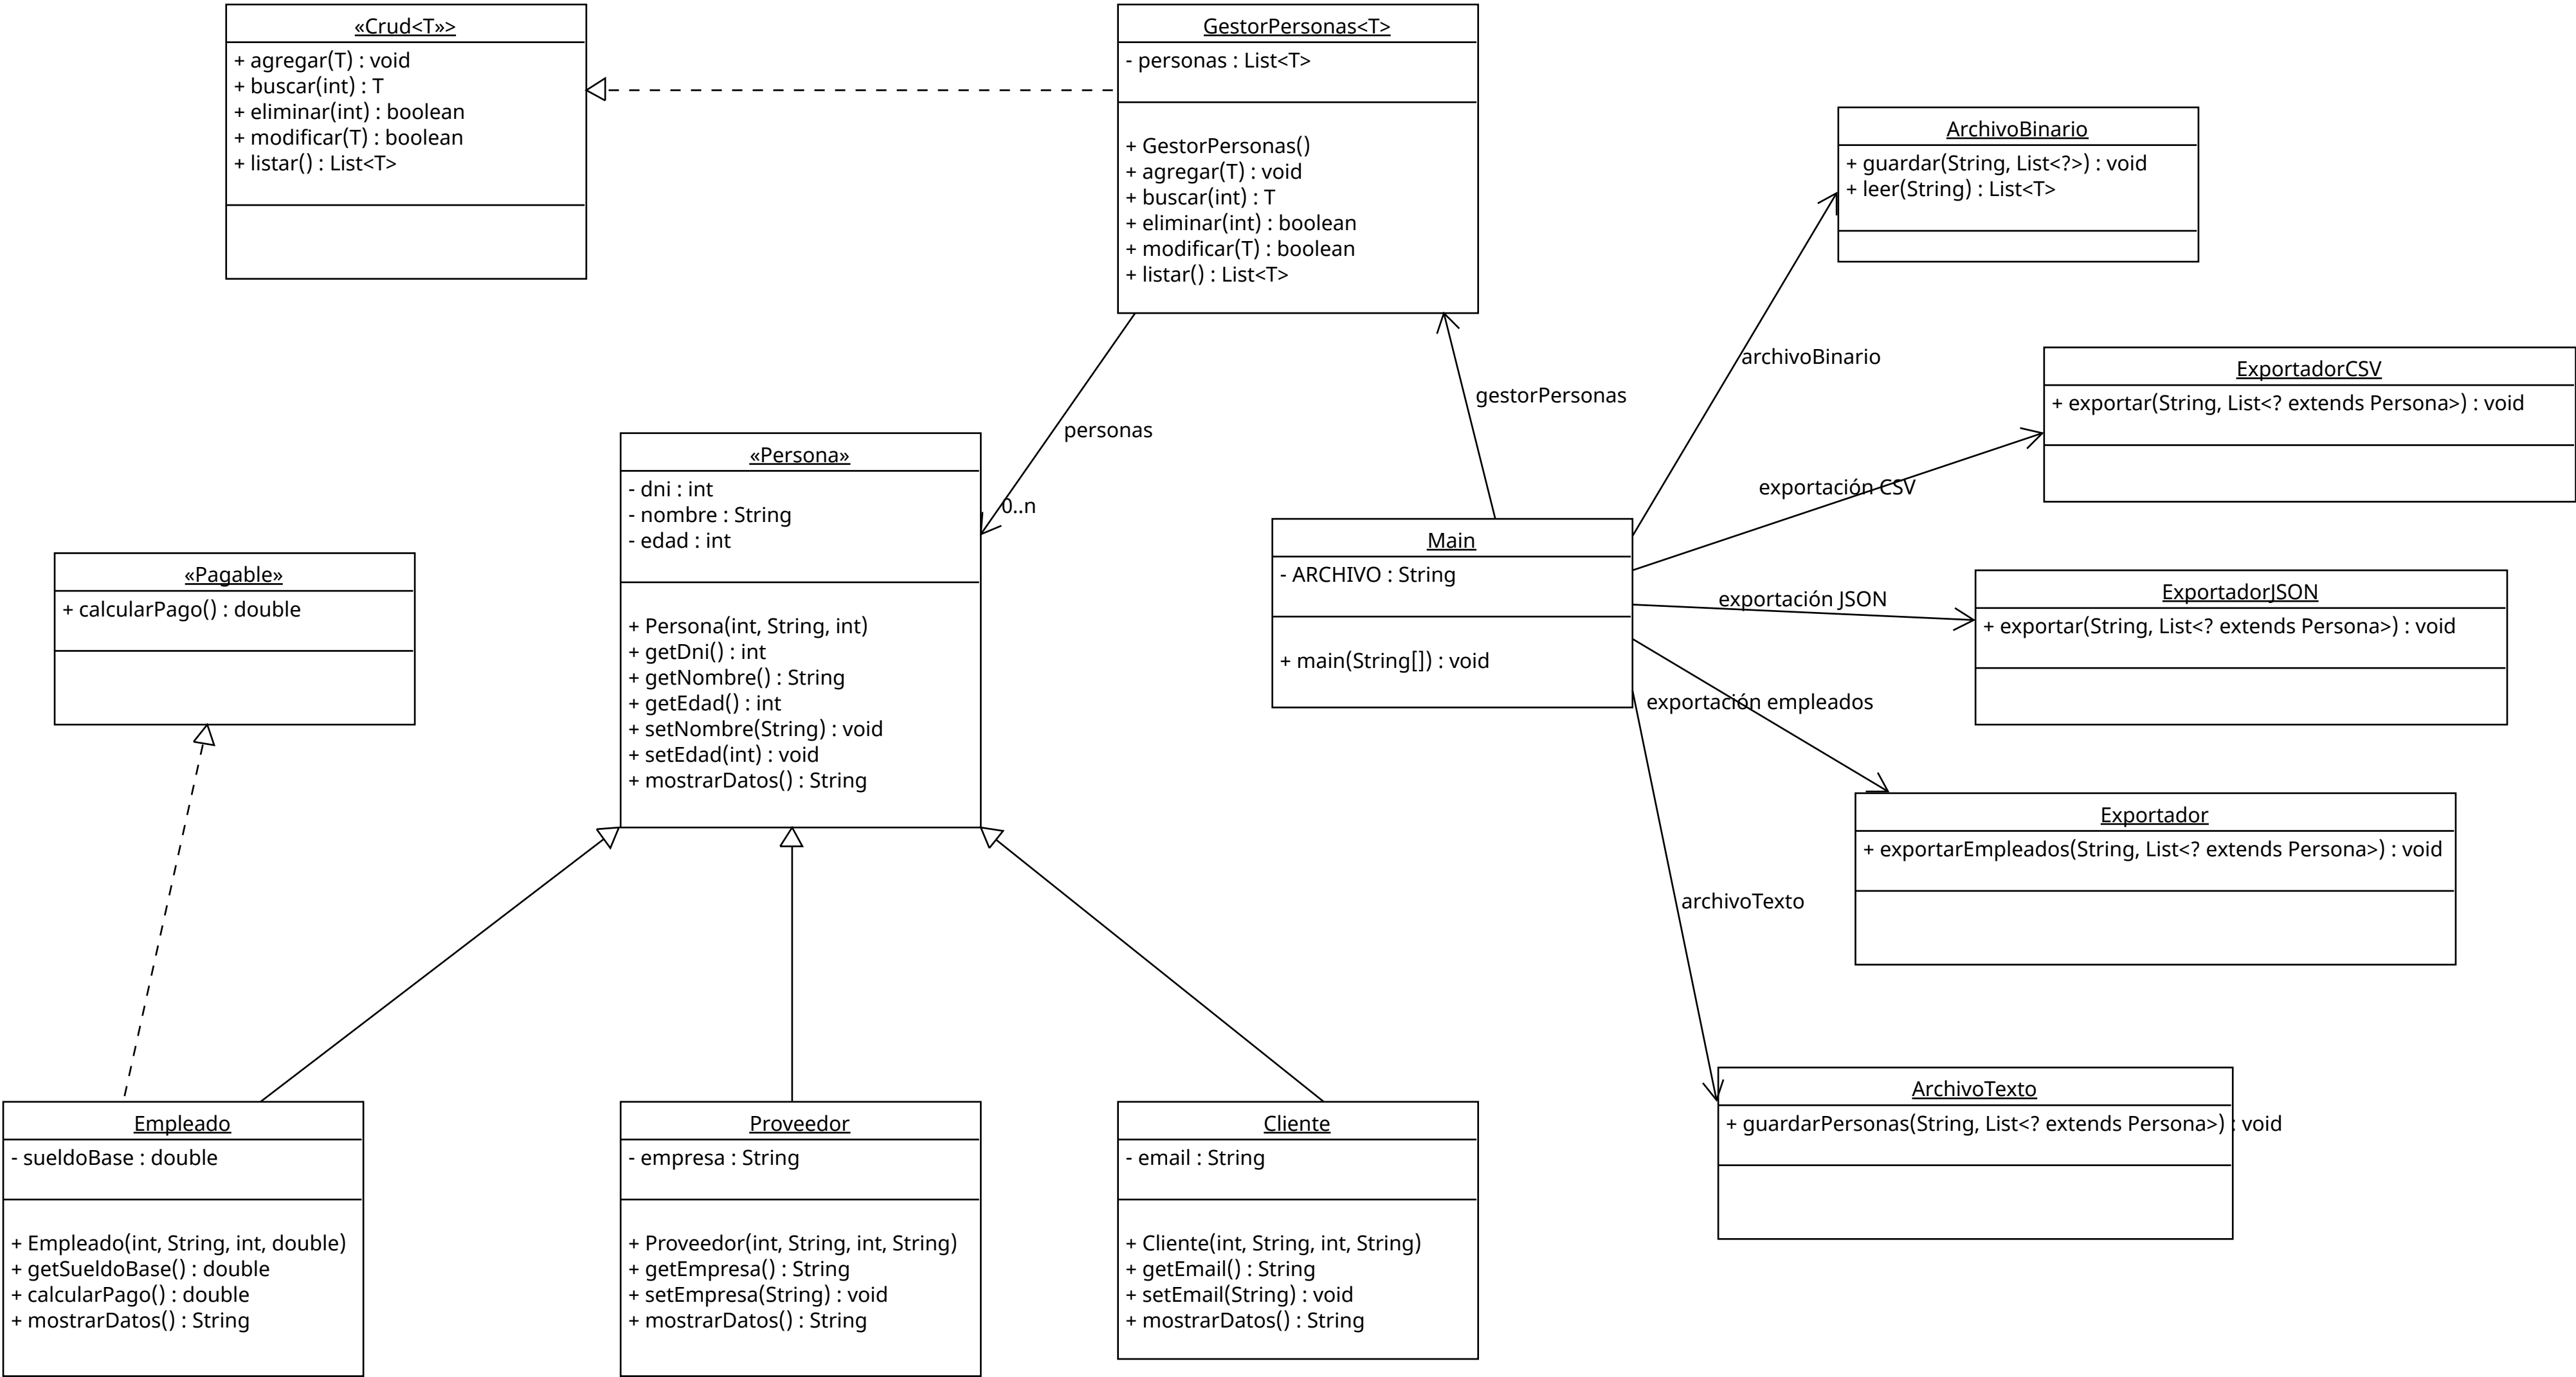 «Crud<T»>
+ agregar(T) : void
+ buscar(int) : T
+ eliminar(int) : boolean
+ modificar(T) : boolean
+ listar() : List<T>
GestorPersonas<T>
- personas : List<T>
+ GestorPersonas()
+ agregar(T) : void
+ buscar(int) : T
+ eliminar(int) : boolean
+ modificar(T) : boolean
+ listar() : List<T>
ArchivoBinario
+ guardar(String, List<?>) : void
+ leer(String) : List<T>
archivoBinario
ExportadorCSV
+ exportar(String, List<? extends Persona>) : void
gestorPersonas
personas
0..n
exportación CSV
«Persona»
- dni : int
- nombre : String
- edad : int
+ Persona(int, String, int)
+ getDni() : int
+ getNombre() : String
+ getEdad() : int
+ setNombre(String) : void
+ setEdad(int) : void
+ mostrarDatos() : String
Main
- ARCHIVO : String
+ main(String[]) : void
«Pagable»
+ calcularPago() : double
exportación JSON
ExportadorJSON
+ exportar(String, List<? extends Persona>) : void
exportación empleados
Exportador
+ exportarEmpleados(String, List<? extends Persona>) : void
archivoTexto
ArchivoTexto
+ guardarPersonas(String, List<? extends Persona>) : void
Empleado
- sueldoBase : double
+ Empleado(int, String, int, double)
+ getSueldoBase() : double
+ calcularPago() : double
+ mostrarDatos() : String
Proveedor
- empresa : String
+ Proveedor(int, String, int, String)
+ getEmpresa() : String
+ setEmpresa(String) : void
+ mostrarDatos() : String
Cliente
- email : String
+ Cliente(int, String, int, String)
+ getEmail() : String
+ setEmail(String) : void
+ mostrarDatos() : String